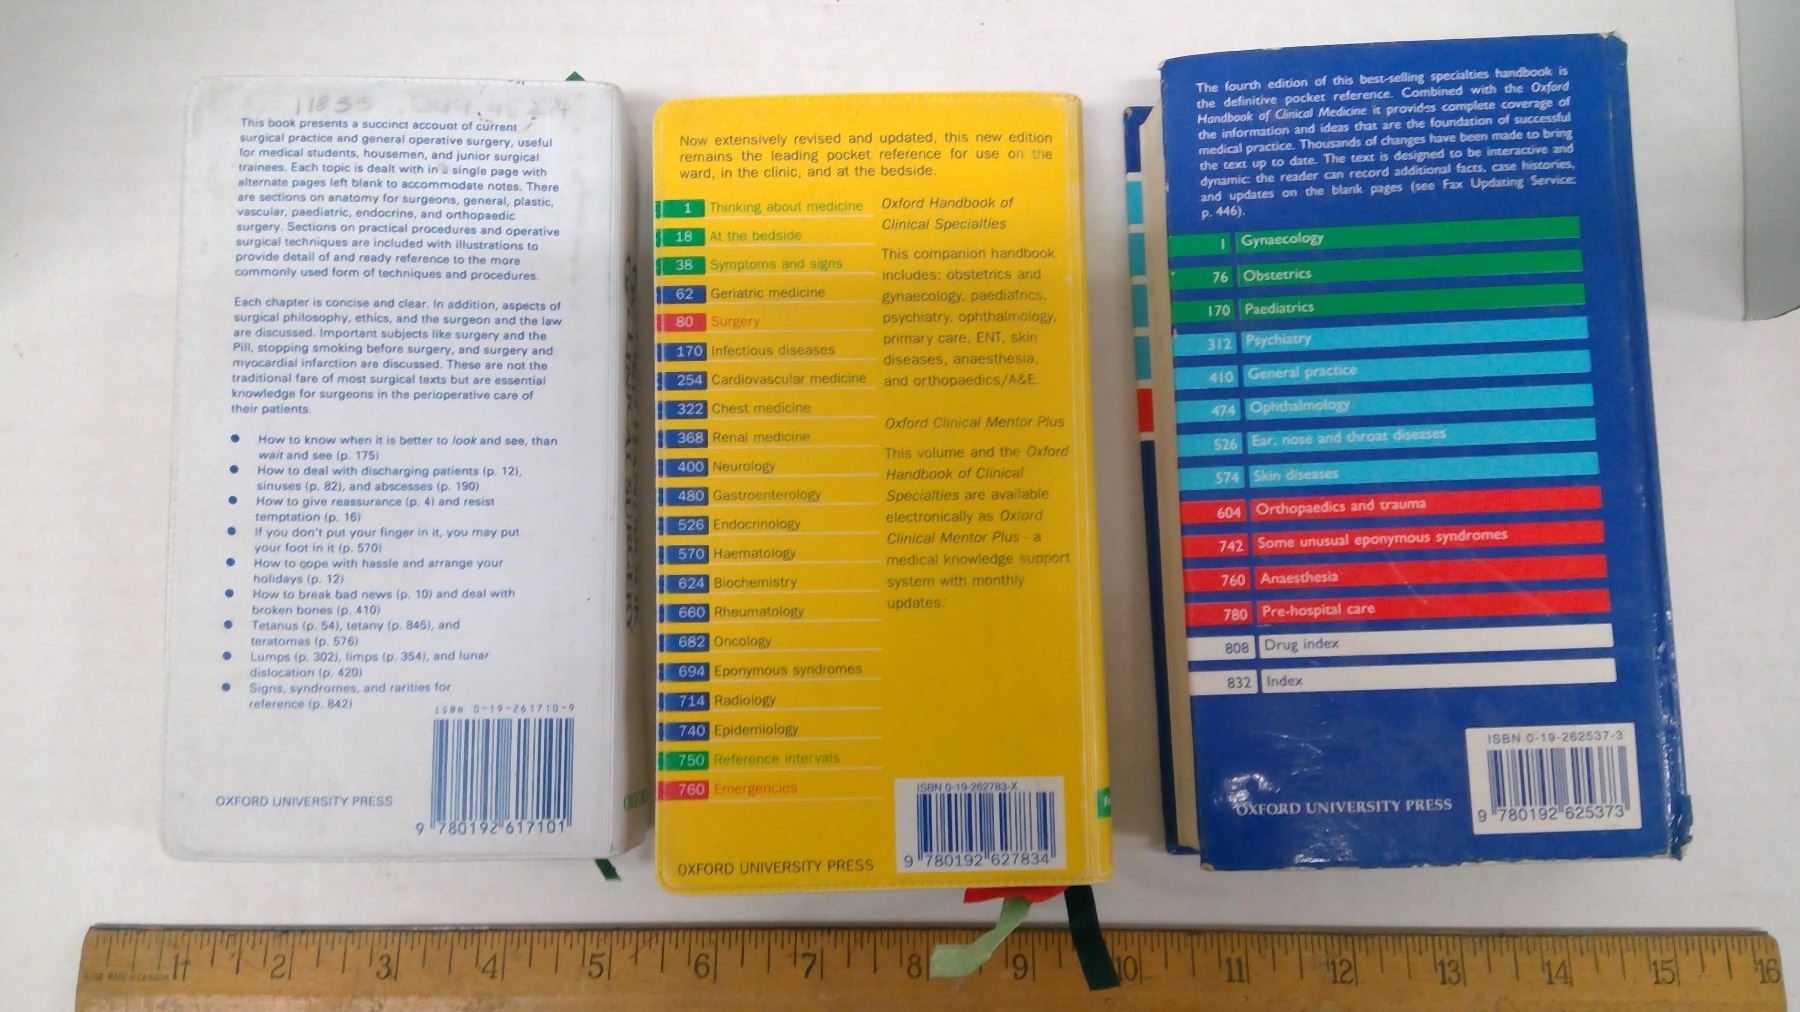 This book presents a succinct account of current
surgical practice and general operative surgery, useful
for medical students, housemen, and junior surgical
trainees. Each topic is dealt with in a single page with
alternate pages left blank to accommodate notes. There
are sections on anatomy for surgeons, general, plastic,
vascular, paediatric, endocrine, and orthopaedic
surgery. Sections on practical procedures and operative
surgical techniques are included with illustrations to
provide detail of and ready reference to the more
commonly used form of techniques and procedures.
Each chapter is concise and clear. In addition, aspects of
surgical philosophy, ethics, and the surgeon and the law
are discussed. Important subjects like surgery and the
Pill, stopping smoking before surgery, and surgery and
myocardial infarction are discussed. These are not the
traditional fare of most surgical texts but are essential
knowledge for surgeons in the perioperative care of
their patients.
● How to know when it is better to look and see, than
wait and see (p. 175)
● How to deal with discharging patients (p. 12),
sinuses (p. 82), and abscesses (p. 190)
● How to give reassurance (p. 4) and resist
temptation (p. 16)
● If you don't put your finger in it, you may put
your foot in it (p. 570)
● How to cope with hassle and arrange your
holidays (p. 12)
● How to break bad news (p. 10) and deal with
broken bones (p. 410)
● Tetanus (p. 54), tetany (p. 845), and
teratomas (p. 576)
● Lumps (p. 302), limps (p. 354), and lunar
dislocation (p. 420)
● Signs, syndromes, and rarities for
reference (p. 842)
ISBN 0-19-261710-9
OXFORD UNIVERSITY PRESS
9 780192 617101
Now extensively revised and updated, this new edition
remains the leading pocket reference for use on the
ward, in the clinic, and at the bedside.
1 Thinking about medicine
18 At the bedside
38 Symptoms and signs
62 Geriatric medicine
80 Surgery
170 Infectious diseases
254 Cardiovascular medicine
322 Chest medicine
368 Renal medicine
400 Neurology
480 Gastroenterology
526 Endocrinology
570 Haematology
624 Biochemistry
660 Rheumatology
682 Oncology
694 Eponymous syndromes
714 Radiology
740 Epidemiology
750 Reference intervals
760 Emergencies
Oxford Handbook of
Clinical Specialties
This companion handbook
includes: obstetrics and
gynaecology, paediatrics,
psychiatry, ophthalmology,
primary care, ENT, skin
diseases, anaesthesia,
and orthopaedics/A&E.
Oxford Clinical Mentor Plus
This volume and the Oxford
Handbook of Clinical
Specialties are available
electronically as Oxford
Clinical Mentor Plus - a
medical knowledge support
system with monthly
updates.
ISBN 0-19-262783-X
9 780192 627834
OXFORD UNIVERSITY PRESS
The fourth edition of this best-selling specialties handbook is
the definitive pocket reference. Combined with the Oxford
Handbook of Clinical Medicine it provides complete coverage of
the information and ideas that are the foundation of successful
medical practice. Thousands of changes have been made to bring
the text up to date. The text is designed to be interactive and
dynamic: the reader can record additional facts, case histories,
and updates on the blank pages (see Fax Updating Service:
p. 446).
1 Gynaecology
76 Obstetrics
170 Paediatrics
312 Psychiatry
410 General practice
474 Ophthalmology
526 Ear, nose and throat diseases
574 Skin diseases
604 Orthopaedics and trauma
742 Some unusual eponymous syndromes
760 Anaesthesia
780 Pre-hospital care
808 Drug index
832 Index
ISBN 0-19-262537-3
OXFORD UNIVERSITY PRESS
9 780192 625373
1 2 3 4 5 6 7 8 9 10 11 12 13 14 15 16